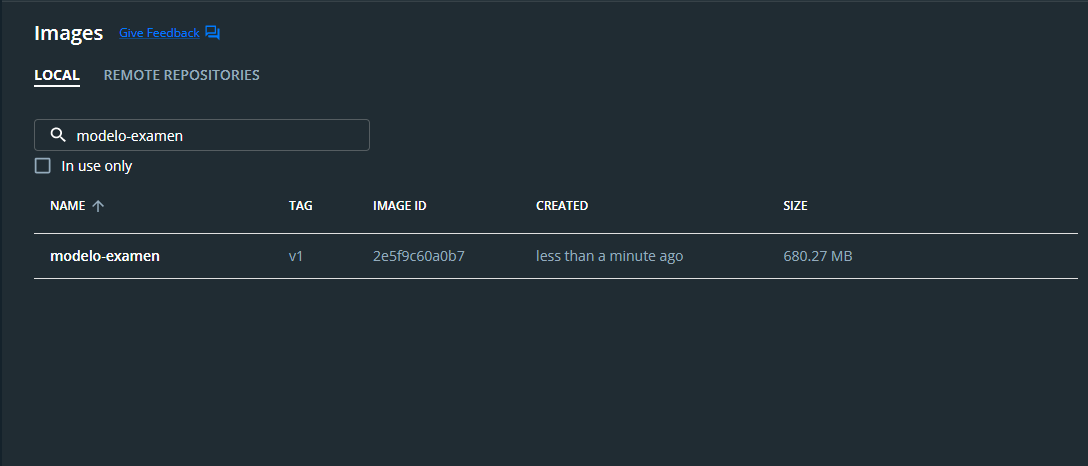 Images Give Feedback
LOCAL REMOTE REPOSITORIES
modelo-examen
In use only
NAME TAG IMAGE ID CREATED SIZE
modelo-examen v1 2e5f9c60a0b7 less than a minute ago 680.27 MB